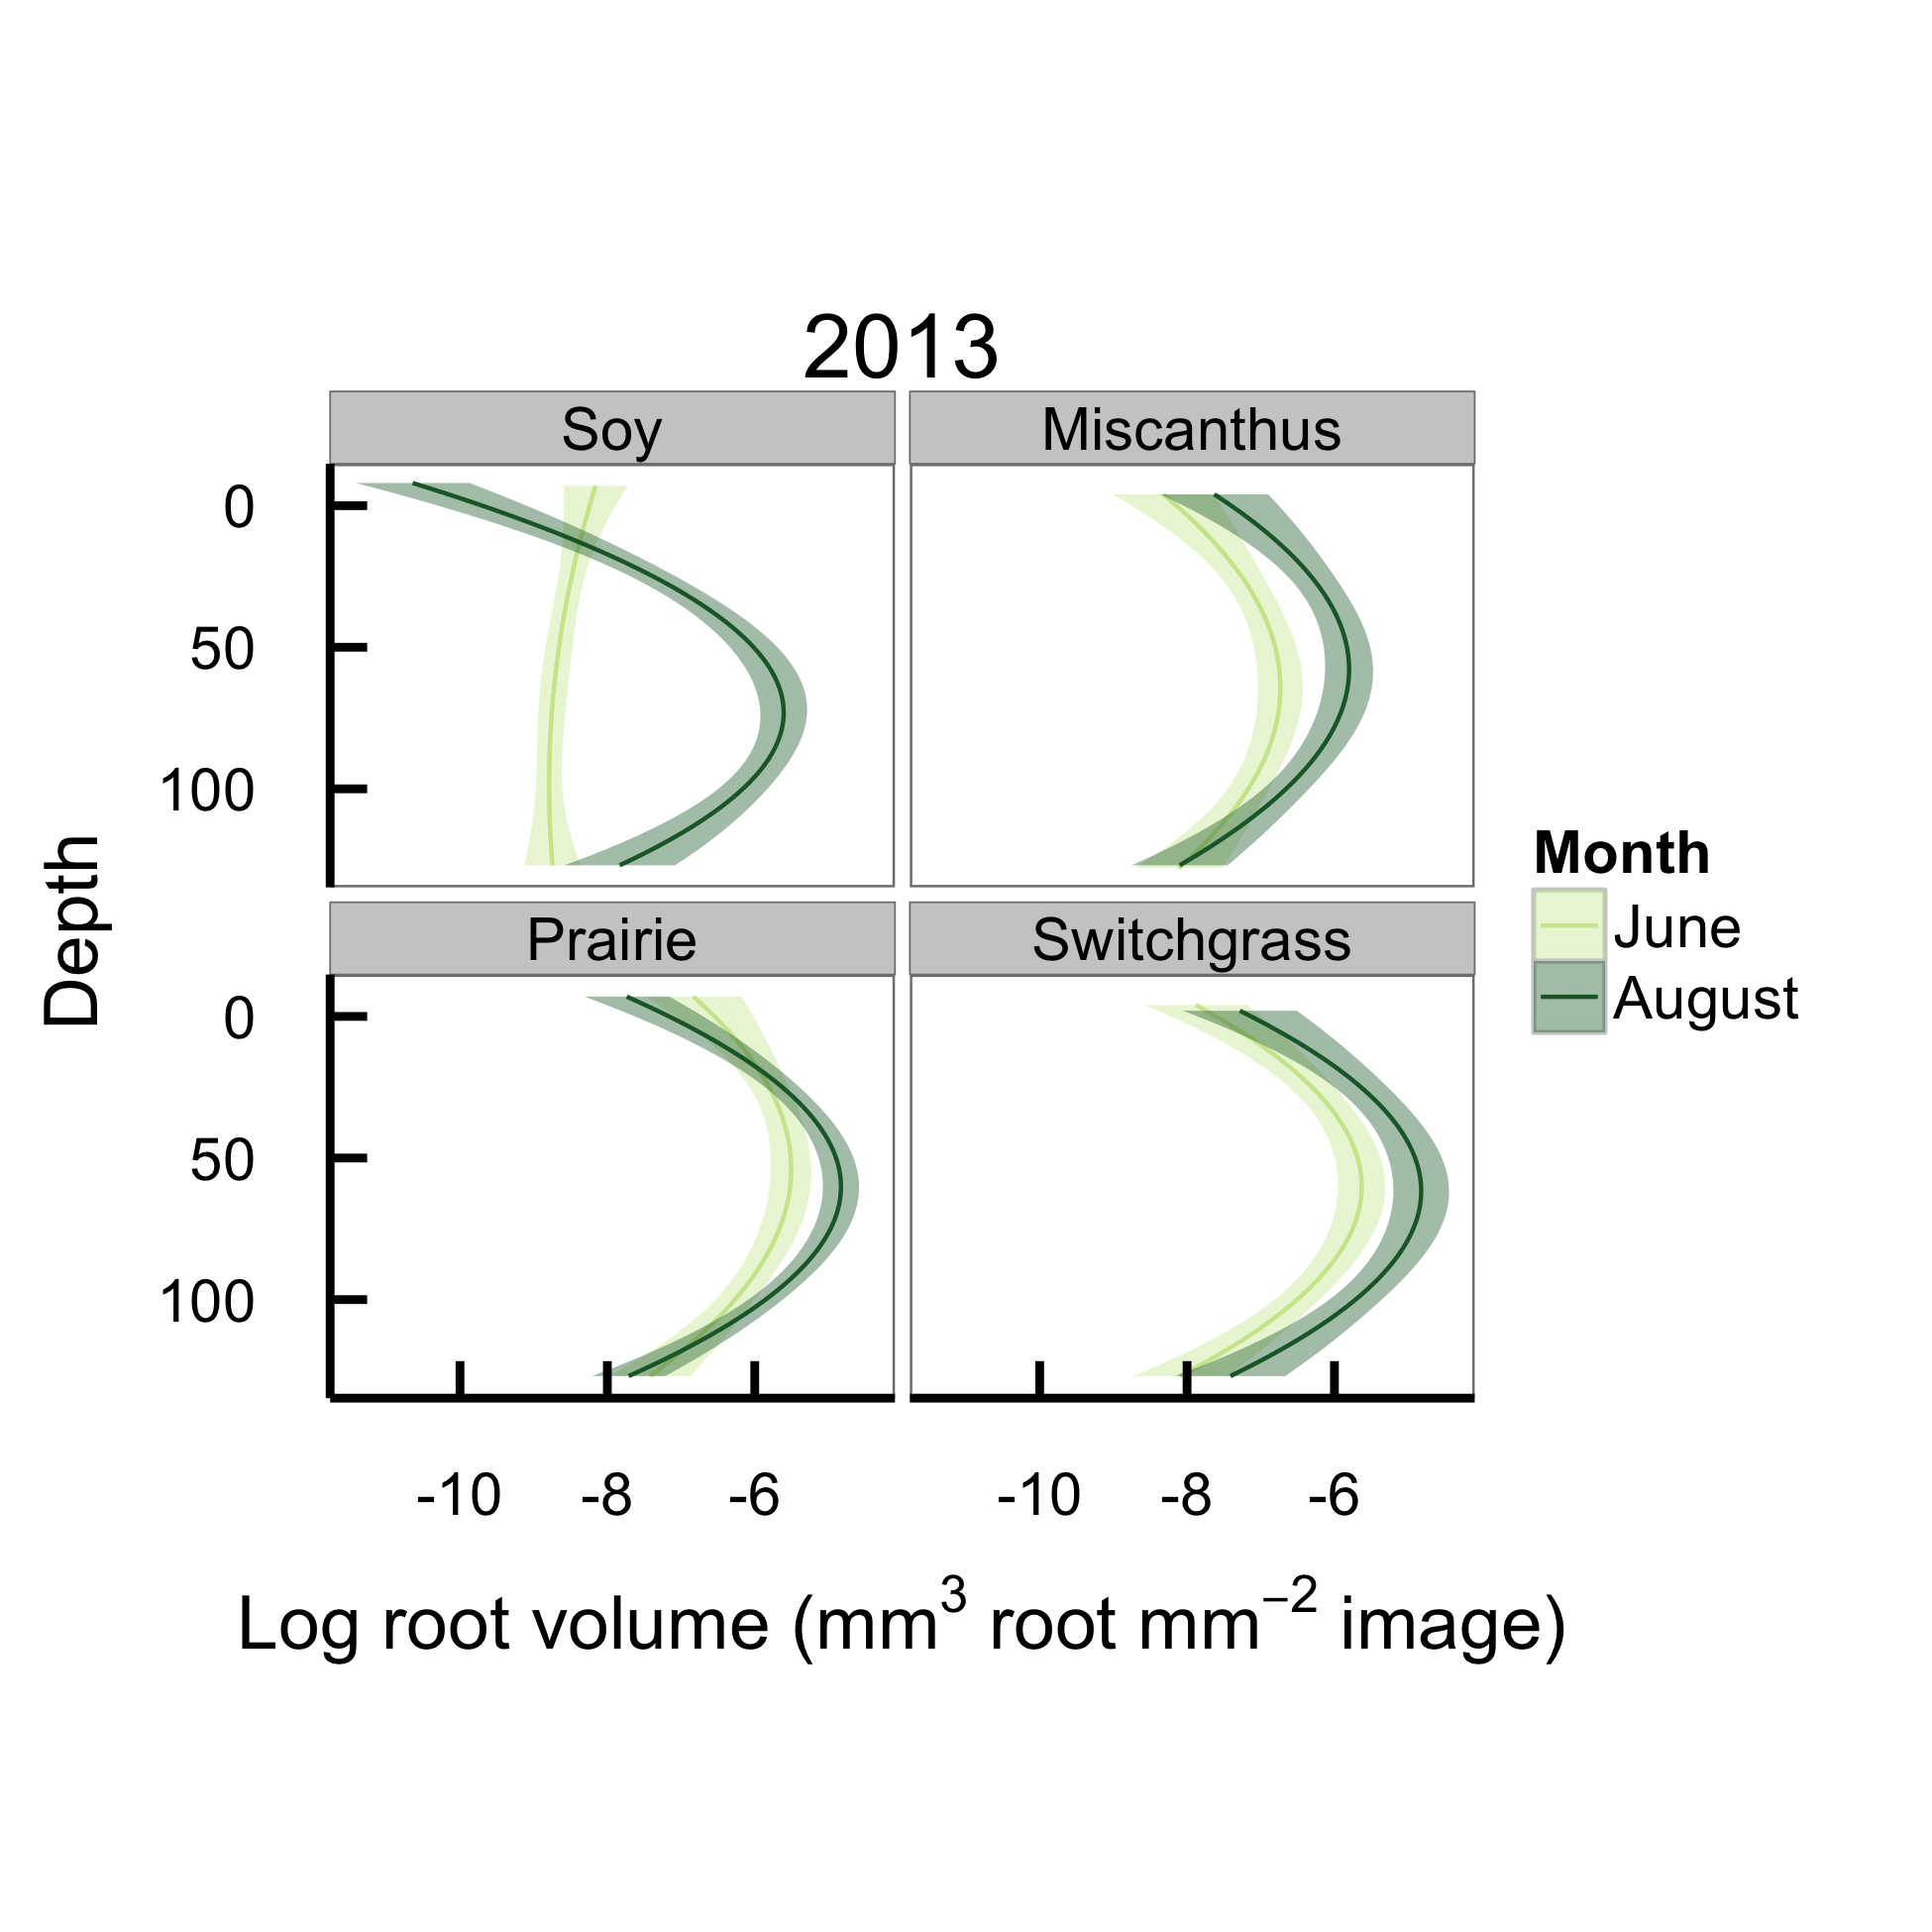 2013
Soy
Miscanthus
0
50
100
Depth
Prairie
Switchgrass
0
50
100
-10 -8 -6 -10 -8 -6
Log root volume (mm³ root mm⁻² image)
Month
June
August